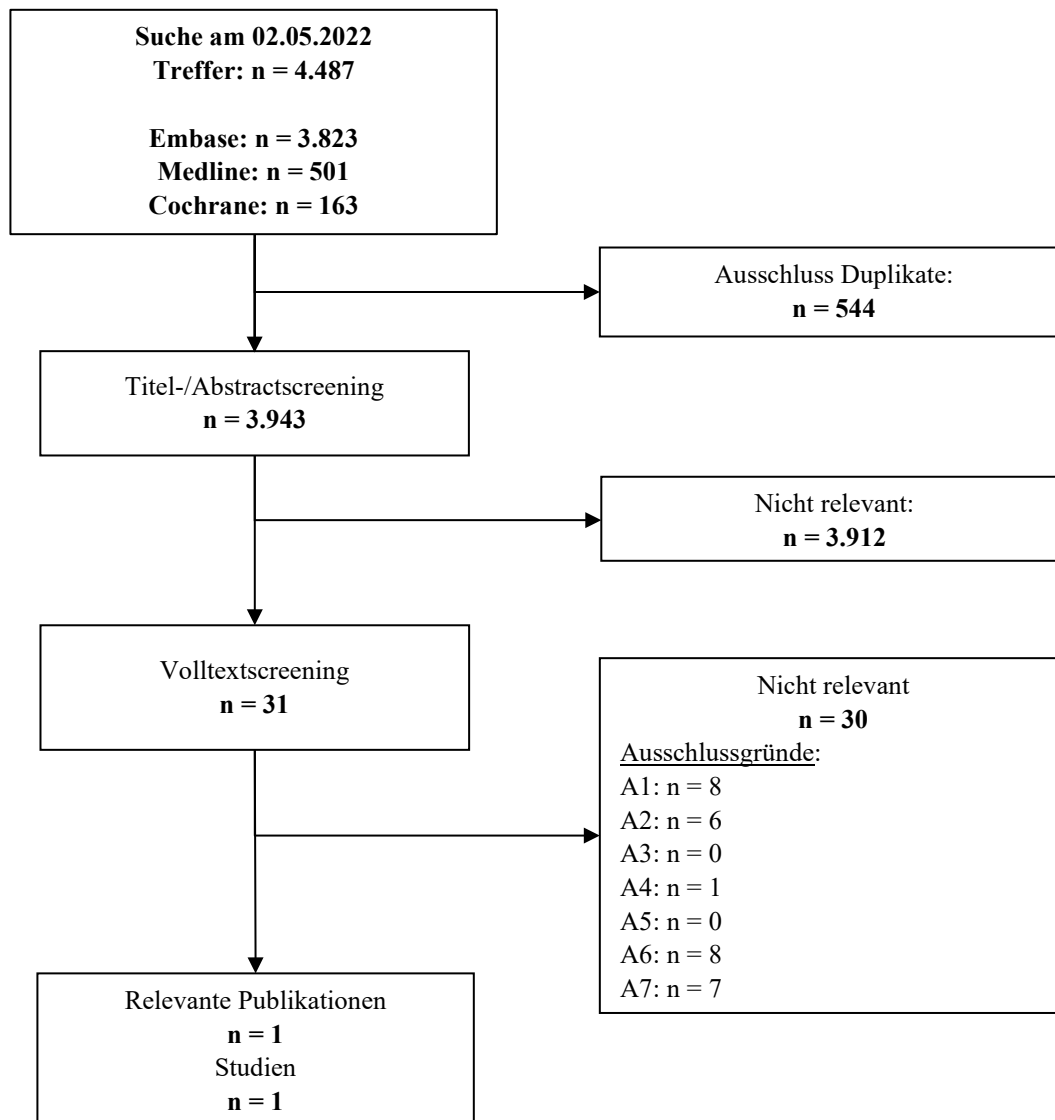 Suche am 02.05.2022
Treffer: n = 4.487
Embase: n = 3.823
Medline: n = 501
Cochrane: n = 163
Ausschluss Duplikate:
n = 544
Titel-/Abstractscreening
n = 3.943
Nicht relevant:
n = 3.912
Volltextscreening
n = 31
Nicht relevant
n = 30
Ausschlussgründe:
A1: n = 8
A2: n = 6
A3: n = 0
A4: n = 1
A5: n = 0
A6: n = 8
A7: n = 7
Relevante Publikationen
n = 1
Studien
n = 1